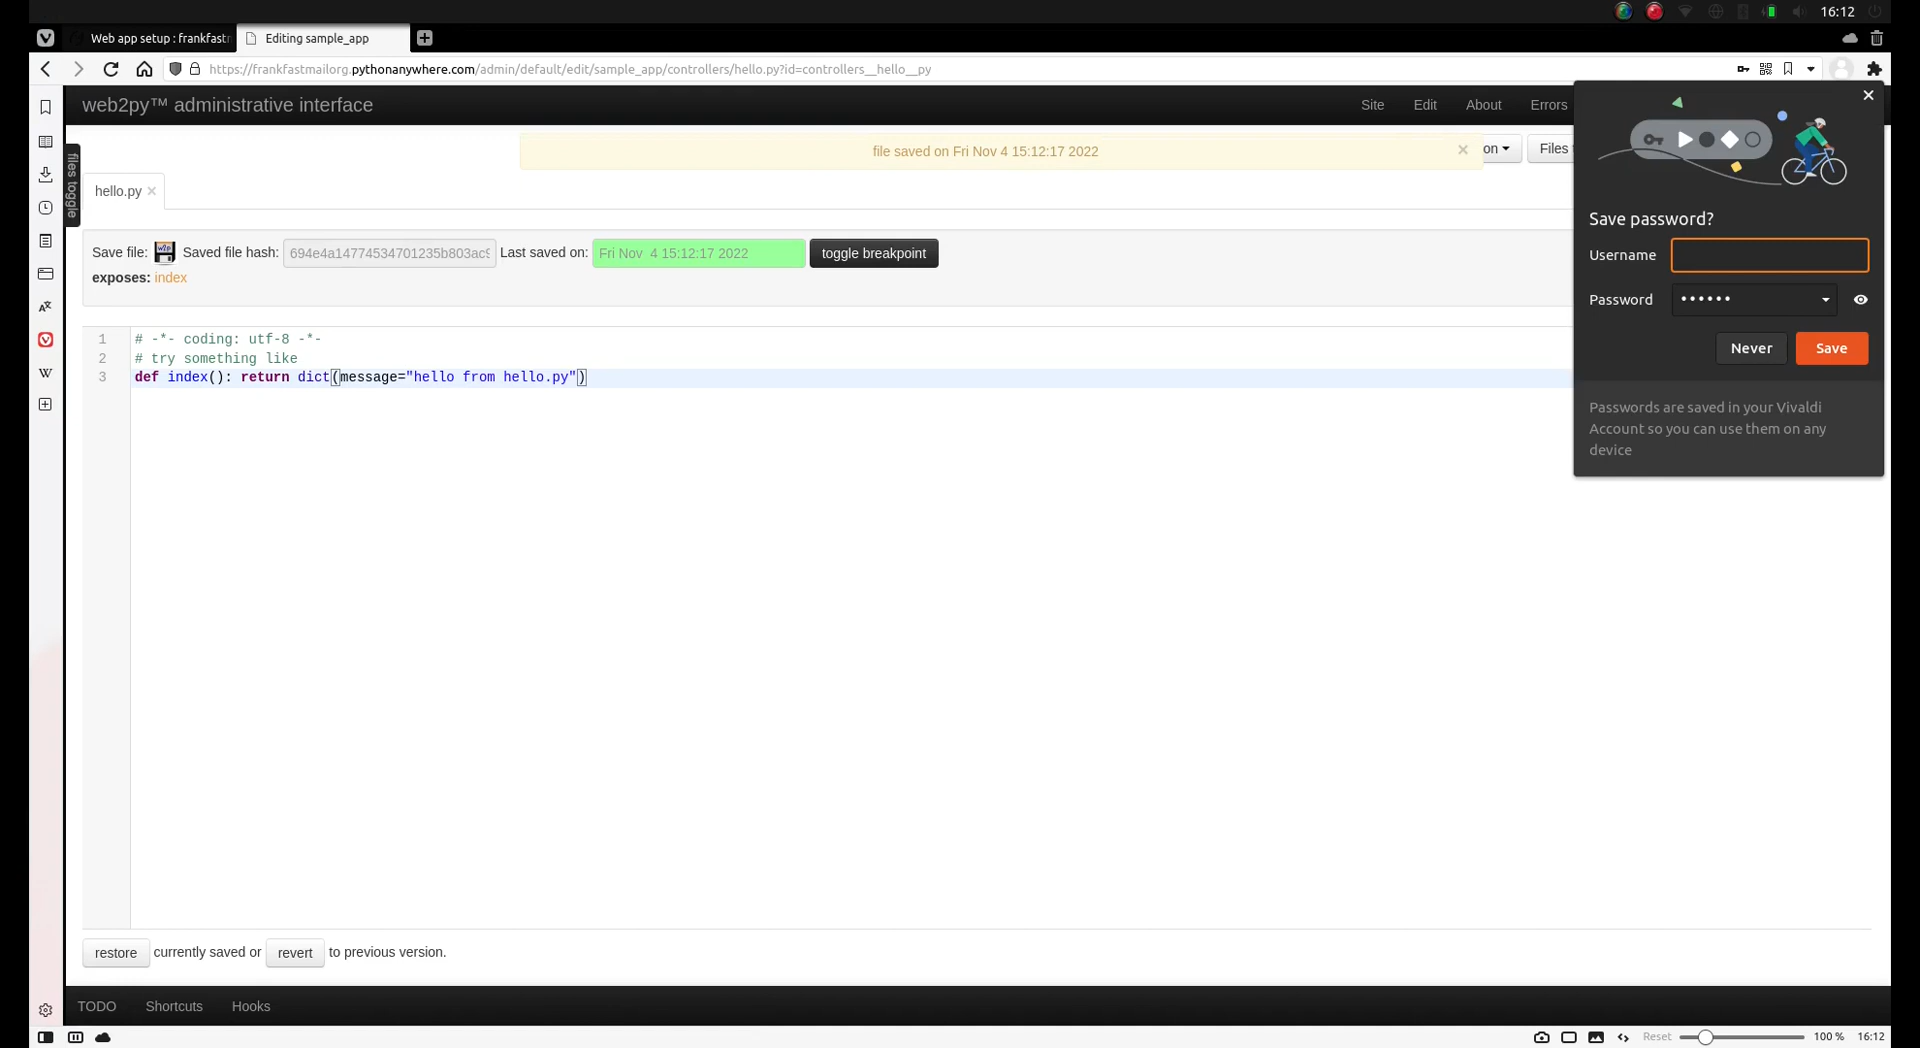 16:12
Web app setup : frankfastm
Editing sample_app
https://frankfastmailorg.pythonanywhere.com/admin/default/edit/sample_app/controllers/hello.py?id=controllers__hello__py
web2py™ administrative interface
Site Edit About Errors
file saved on Fri Nov 4 15:12:17 2022 ×
on
Files t
files toggle
hello.py ×
Save file: Saved file hash: 694e4a14774534701235b803ac9 Last saved on: Fri Nov 4 15:12:17 2022 toggle breakpoint
exposes: index
1 # -*- coding: utf-8 -*-
2 # try something like
3 def index(): return dict(message="hello from hello.py")
Save password?
Username
Password ••••••
Never Save
Passwords are saved in your Vivaldi
Account so you can use them on any
device
restore currently saved or revert to previous version.
TODO Shortcuts Hooks
Reset 100 % 16:12